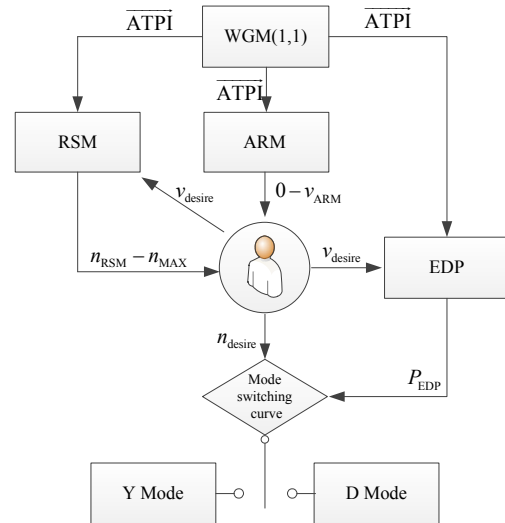 ATPI
WGM(1,1)
ATPI
ATPI
RSM
ARM
v_desire
0 – v_ARM
n_RSM – n_MAX
v_desire
EDP
n_desire
P_EDP
Mode
switching
curve
Y Mode
D Mode